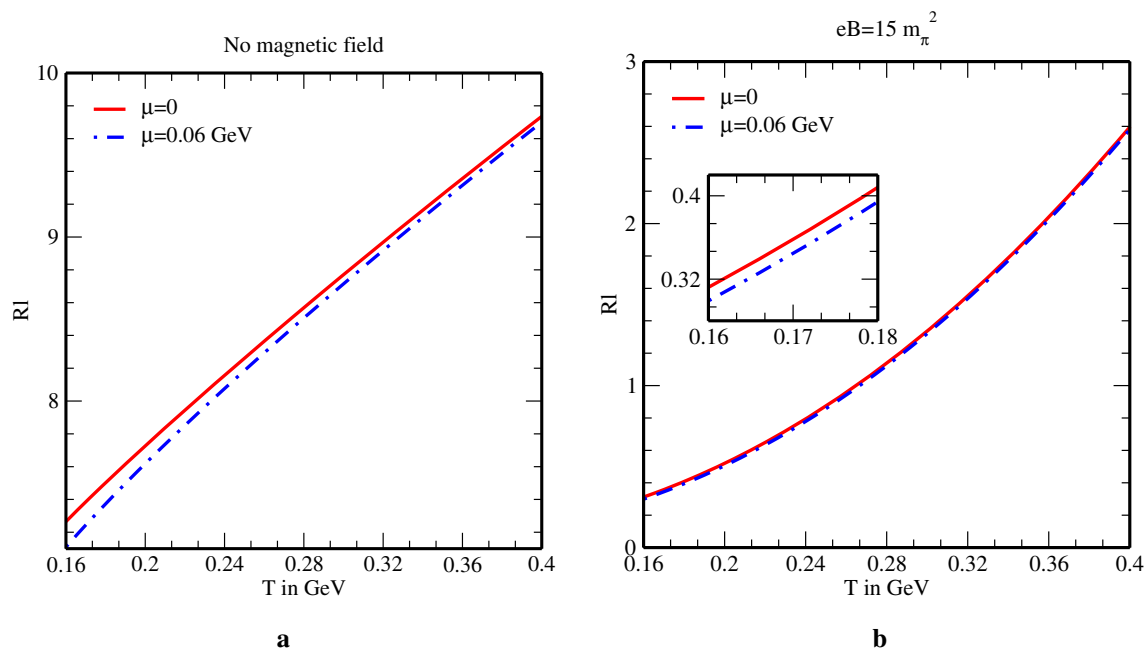 No magnetic field
10
9
8
Rl
μ=0
μ=0.06 GeV
0.16 0.2 0.24 0.28 0.32 0.36 0.4
T in GeV
a
eB=15 m_π^2
3
2
1
0
Rl
μ=0
μ=0.06 GeV
0.4
0.32
0.16 0.17 0.18
0.16 0.2 0.24 0.28 0.32 0.36 0.4
T in GeV
b